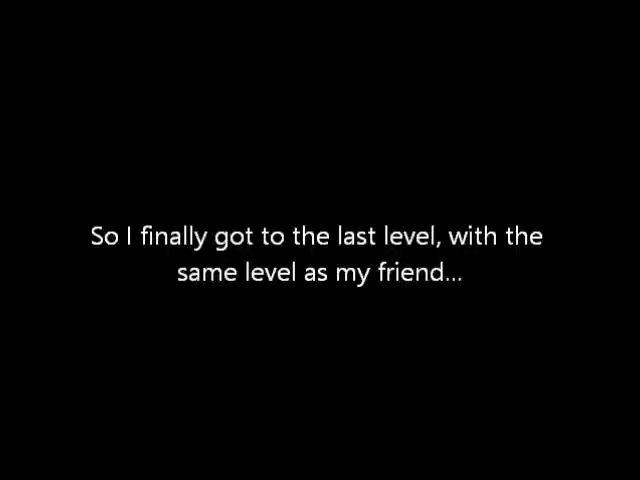 So I finally got to the last level, with the
same level as my friend...